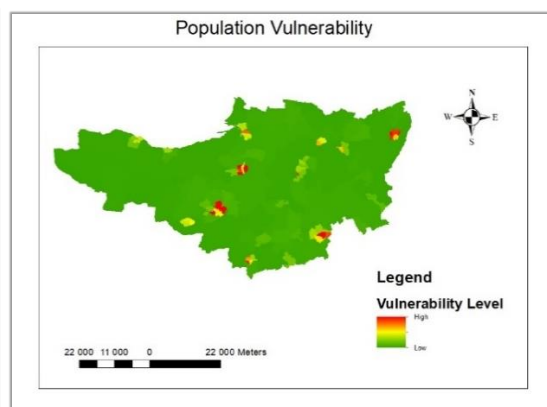 Population Vulnerability
N
W E
S
Legend
Vulnerability Level
High
Low
22 000 11 000 0 22 000 Meters